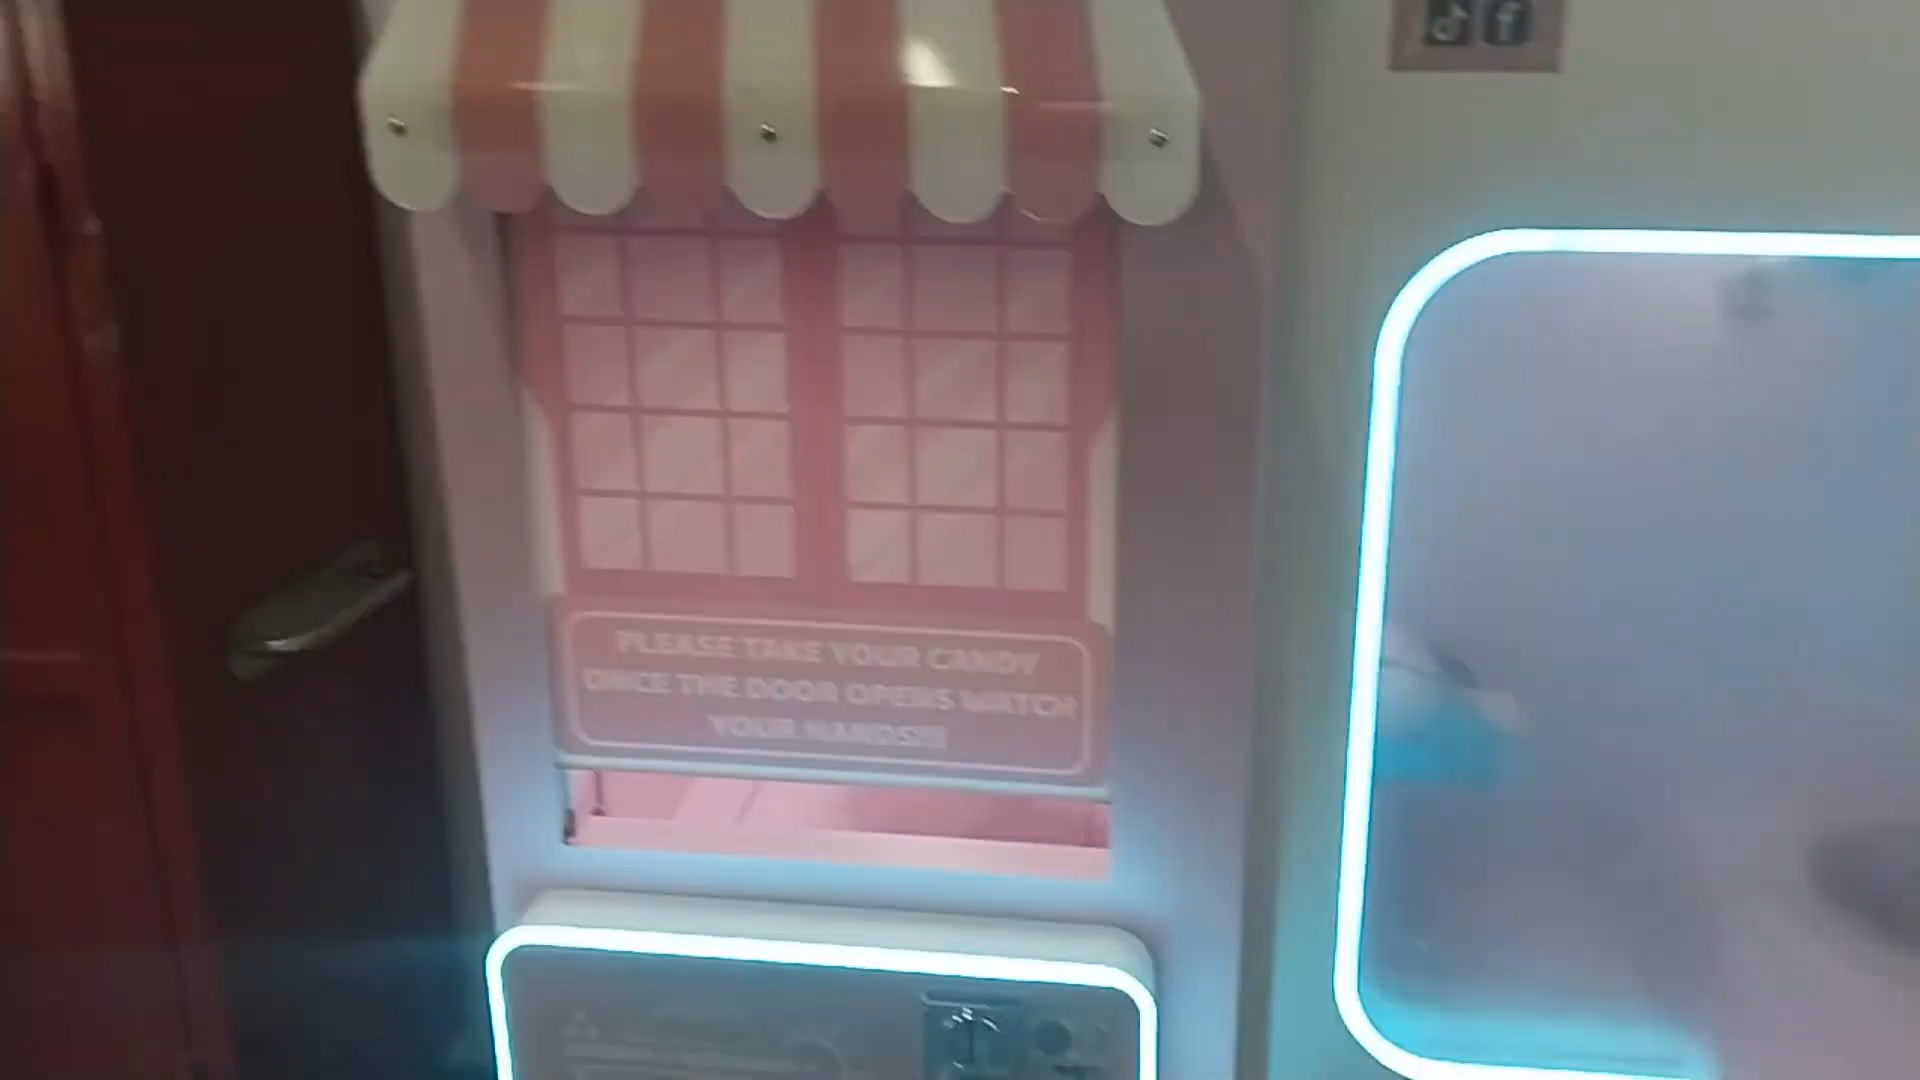 PLEASE TAKE YOUR CANDY
ONCE THE DOOR OPENS WATCH
YOUR HANDS!!!